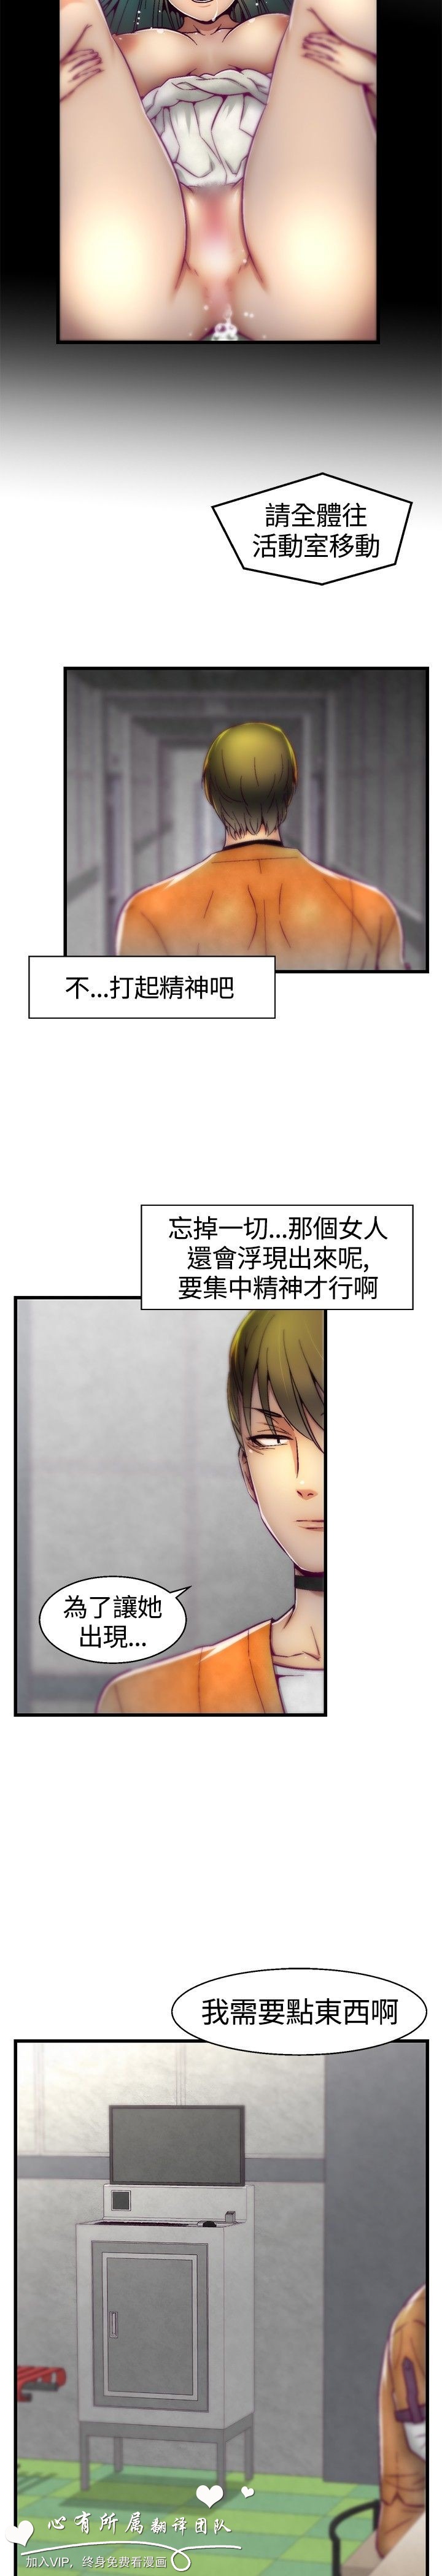 請全體往
活動室移動
不...打起精神吧
忘掉一切...那個女人
還會浮現出來呢,
要集中精神才行啊
為了讓她
出現...
我需要點東西啊
心有所属翻译团队
加入VIP，终身免费看漫画